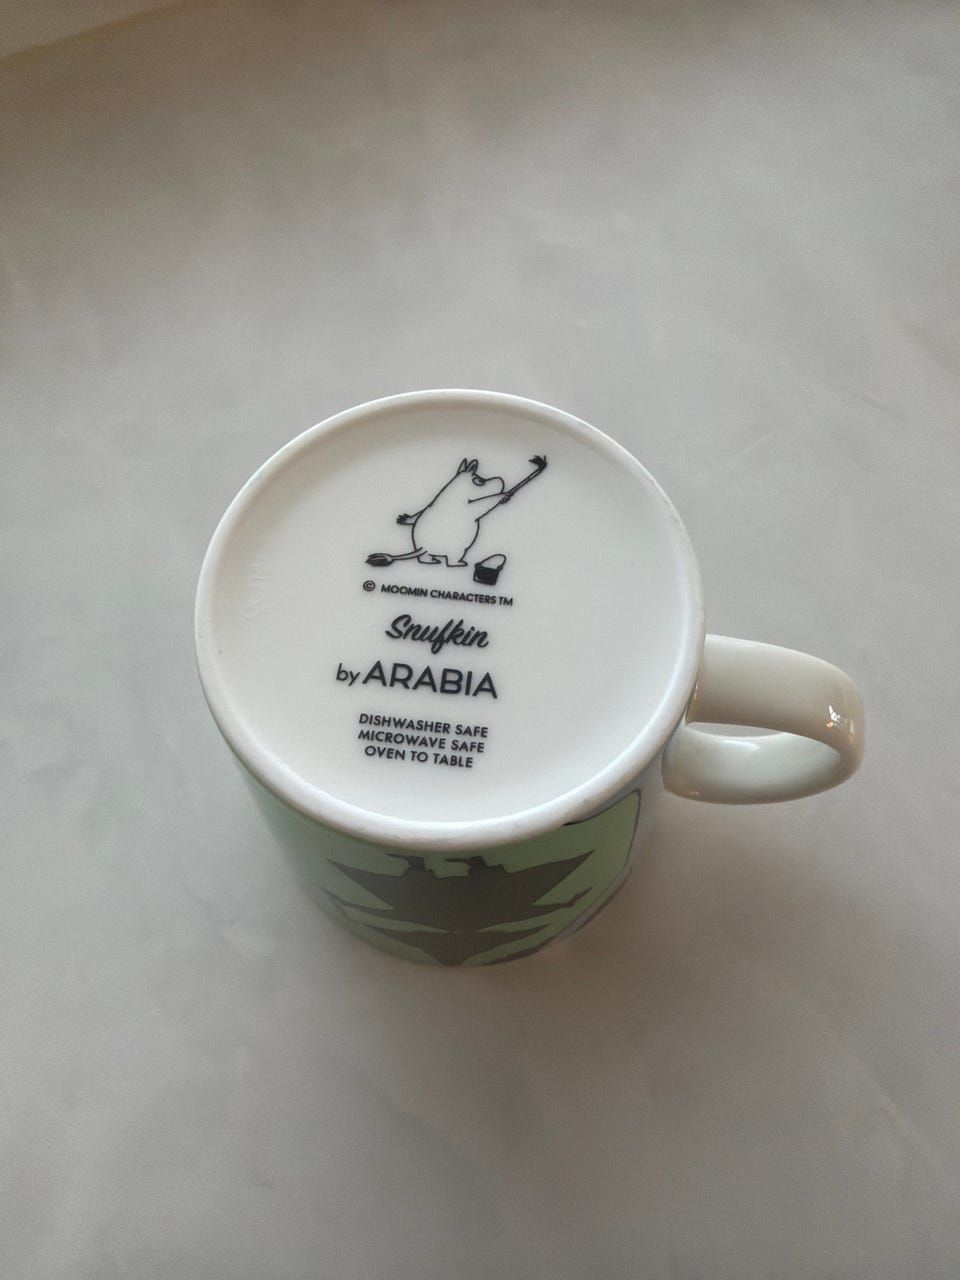 © MOOMIN CHARACTERS TM
Snufkin
by ARABIA
DISHWASHER SAFE
MICROWAVE SAFE
OVEN TO TABLE